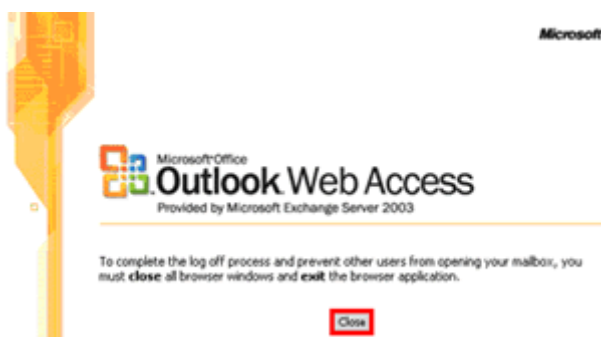 Microsoft
Microsoft Office
Outlook Web Access
Provided by Microsoft Exchange Server 2003
To complete the log off process and prevent other users from opening your mailbox, you
must close all browser windows and exit the browser application.
Close